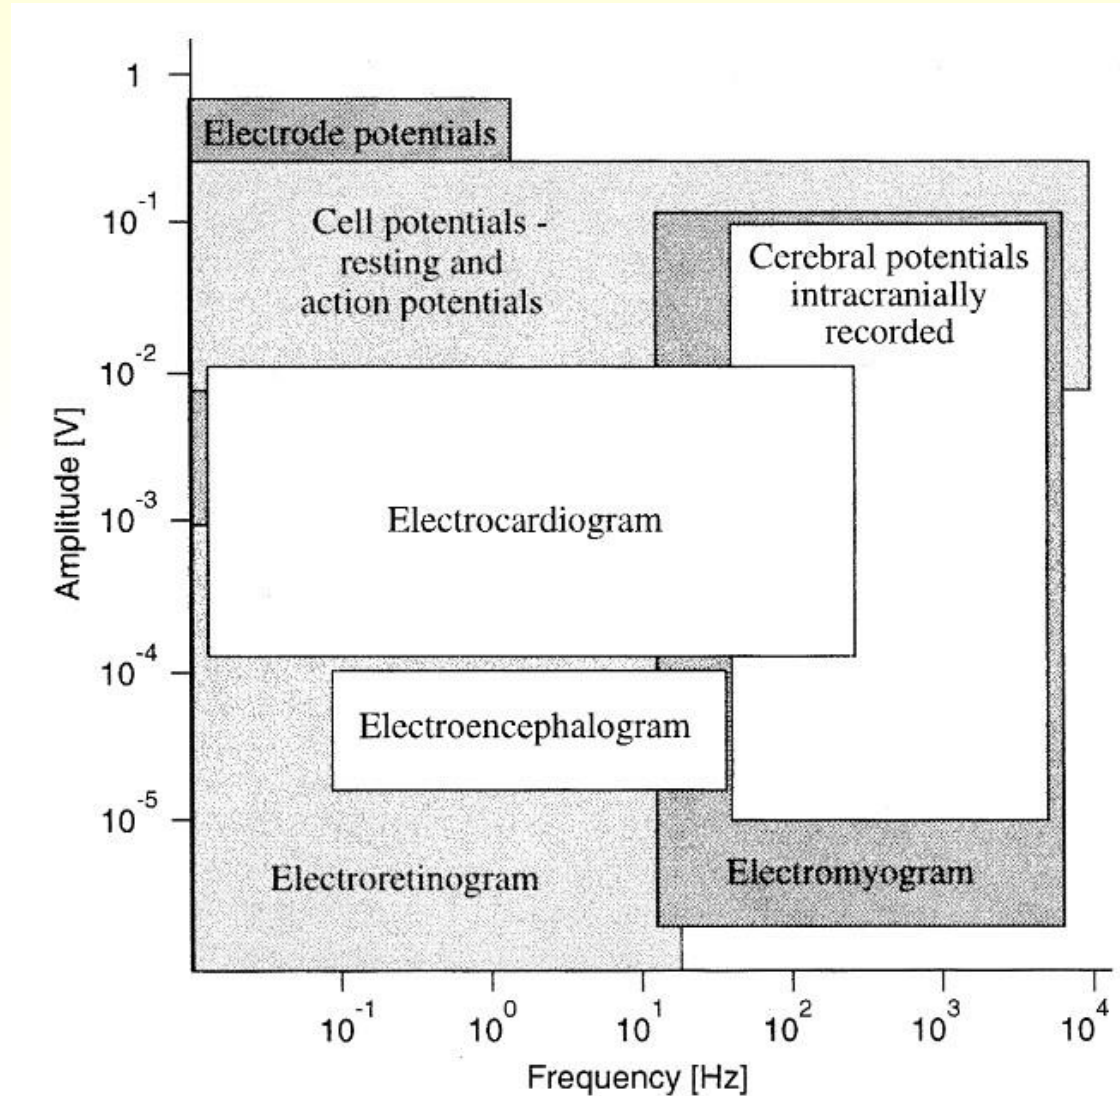 1
Electrode potentials
10^-1
Cell potentials -
resting and
action potentials
Cerebral potentials
intracranially
recorded
10^-2
Amplitude [V]
10^-3
Electrocardiogram
10^-4
Electroencephalogram
10^-5
Electroretinogram
Electromyogram
10^-1 10^0 10^1 10^2 10^3 10^4
Frequency [Hz]